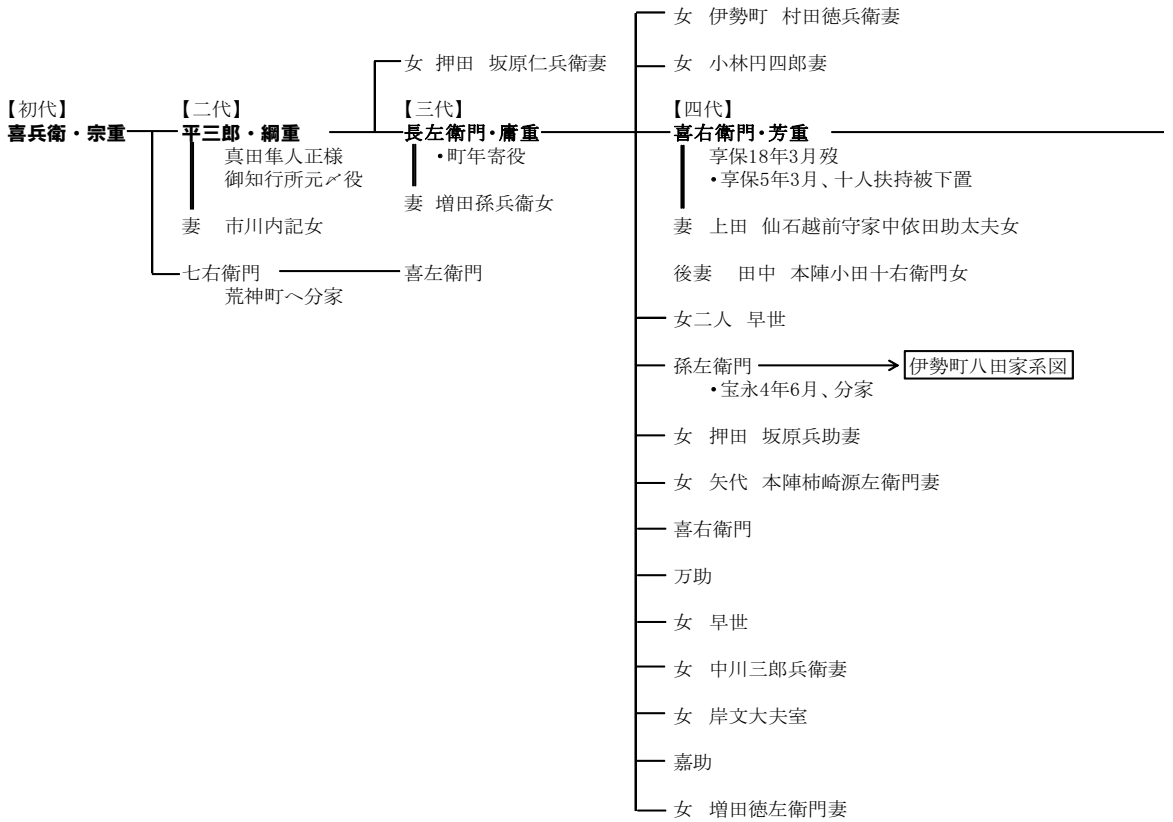 女 伊勢町 村田徳兵衛妻
女 押田 坂原仁兵衛妻
女 小林円四郎妻
【初代】
喜兵衛・宗重
【二代】
平三郎・綱重
真田隼人正様
御知行所元〆役
妻 市川内記女
七右衛門
荒神町へ分家
【三代】
長左衛門・庸重
•町年寄役
妻 増田孫兵衞女
喜左衛門
【四代】
喜右衛門・芳重
享保18年3月歿
•享保5年3月、十人扶持被下置
妻 上田 仙石越前守家中依田助太夫女
後妻 田中 本陣小田十右衛門女
女二人 早世
孫左衛門
伊勢町八田家系図
•宝永4年6月、分家
女 押田 坂原兵助妻
女 矢代 本陣柿崎源左衛門妻
喜右衛門
万助
女 早世
女 中川三郎兵衛妻
女 岸文大夫室
嘉助
女 増田徳左衛門妻